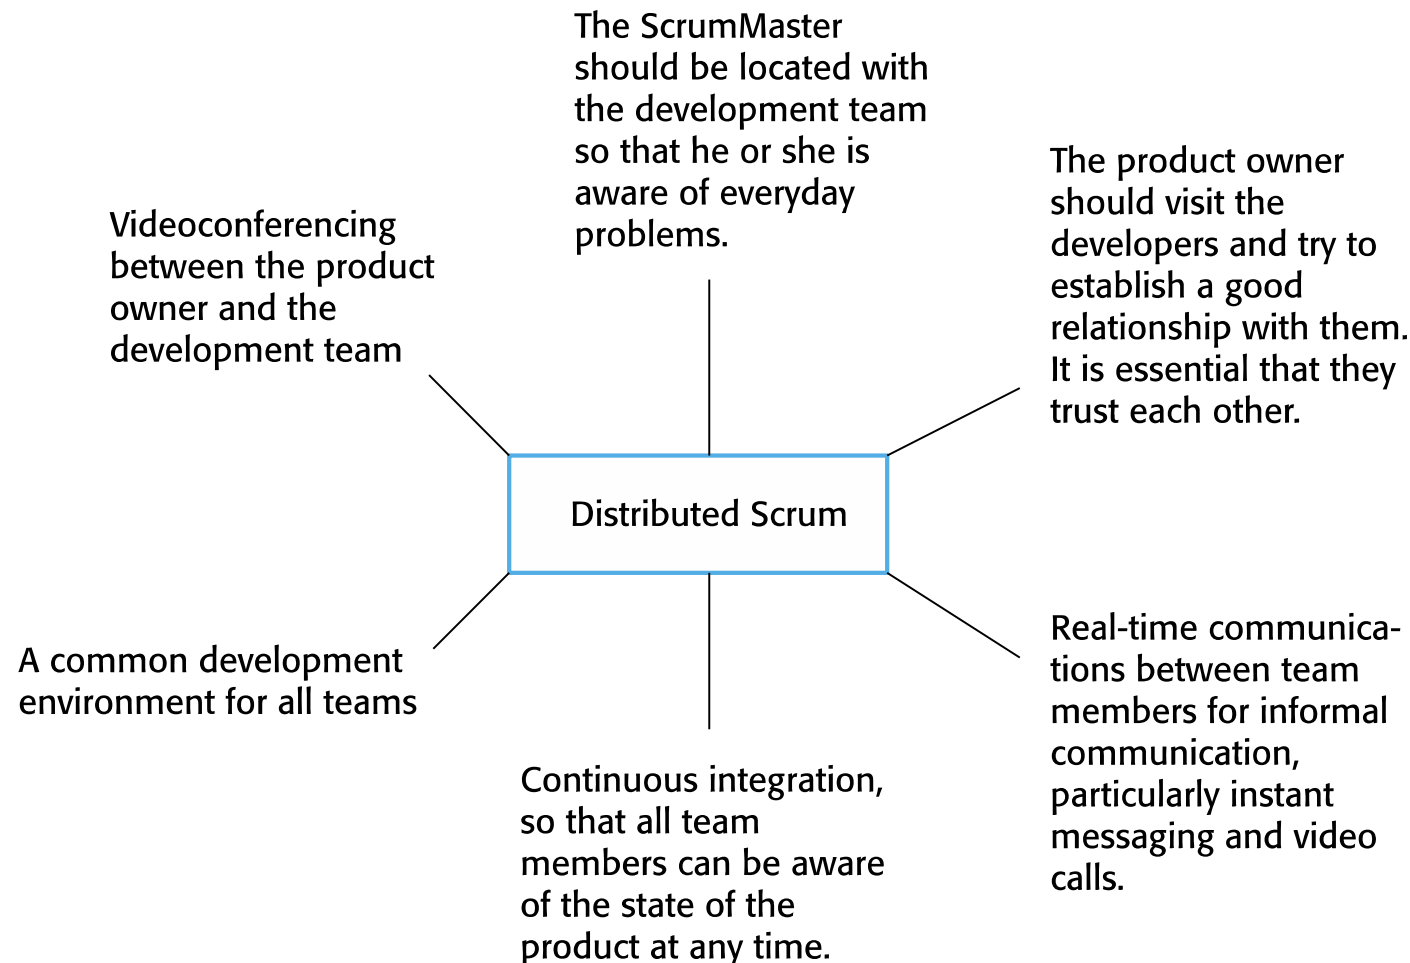 The ScrumMaster
should be located with
the development team
so that he or she is
aware of everyday
problems.
Videoconferencing
between the product
owner and the
development team
The product owner
should visit the
developers and try to
establish a good
relationship with them.
It is essential that they
trust each other.
Distributed Scrum
A common development
environment for all teams
Continuous integration,
so that all team
members can be aware
of the state of the
product at any time.
Real-time communica-
tions between team
members for informal
communication,
particularly instant
messaging and video
calls.